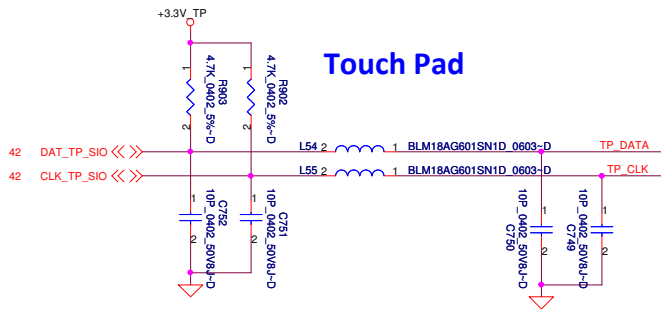 +3.3V_TP
Touch Pad
1
1
4.7K_0402_5%~D
R903
4.7K_0402_5%~D
R902
2
2
42 DAT_TP_SIO
L54 2 1 BLM18AG601SN1D_0603~D
TP_DATA
42 CLK_TP_SIO
L55 2 1 BLM18AG601SN1D_0603~D
TP_CLK
1
1
10P_0402_50V8J~D
C752
10P_0402_50V8J~D
C751
2
2
1
1
10P_0402_50V8J~D
C750
10P_0402_50V8J~D
C749
2
2